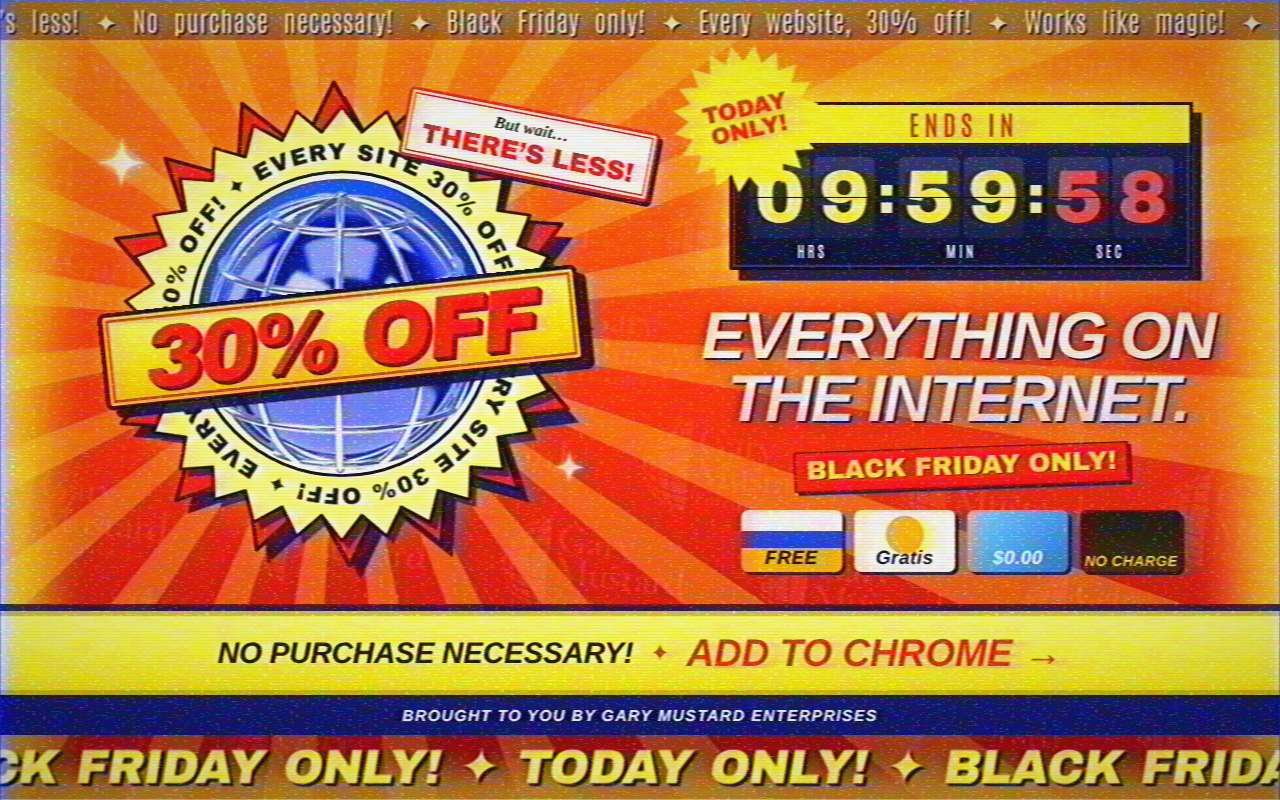 's less! ✦ No purchase necessary! ✦ Black Friday only! ✦ Every website, 30% off! ✦ Works like magic! ✦
TODAY
ONLY!
ENDS IN
09:59:58
HRS MIN SEC
But wait...
THERE'S LESS!
EVERY SITE 30% OFF! ✦ EVERY SITE 30% OFF! ✦
30% OFF
EVERYTHING ON
THE INTERNET.
BLACK FRIDAY ONLY!
FREE
Gratis
$0.00
NO CHARGE
NO PURCHASE NECESSARY! ✦ ADD TO CHROME →
BROUGHT TO YOU BY GARY MUSTARD ENTERPRISES
CK FRIDAY ONLY! ✦ TODAY ONLY! ✦ BLACK FRIDA